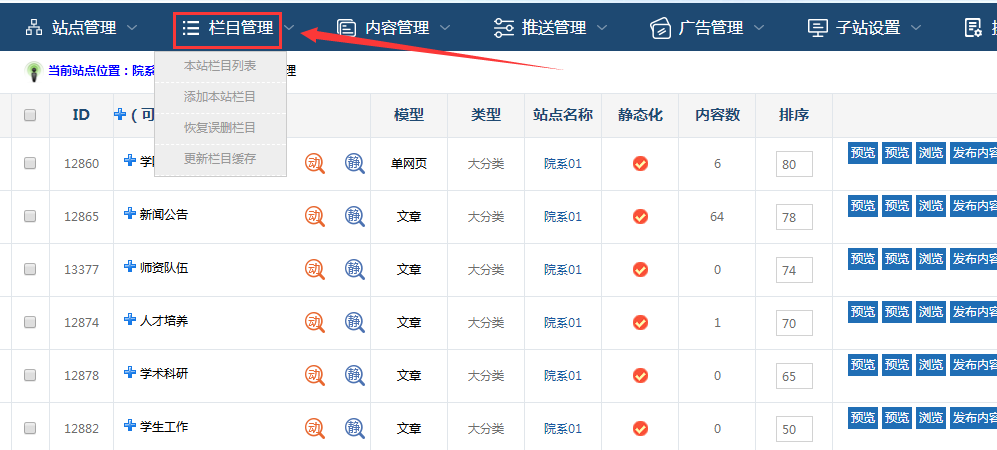 站点管理 栏目管理 内容管理 推送管理 广告管理 子站设置
当前站点位置：院系 理
本站栏目列表
添加本站栏目
恢复误删栏目
更新栏目缓存
ID （可 模型 类型 站点名称 静态化 内容数 排序
12860 学 动 静 单网页 大分类 院系01 6 80 预览 预览 浏览 发布内容
12865 新闻公告 动 静 文章 大分类 院系01 64 78 预览 预览 浏览 发布内容
13377 师资队伍 动 静 文章 大分类 院系01 0 74 预览 预览 浏览 发布内容
12874 人才培养 动 静 文章 大分类 院系01 1 70 预览 预览 浏览 发布内容
12878 学术科研 动 静 文章 大分类 院系01 0 65 预览 预览 浏览 发布内容
12882 学生工作 动 静 文章 大分类 院系01 0 50 预览 预览 浏览 发布内容